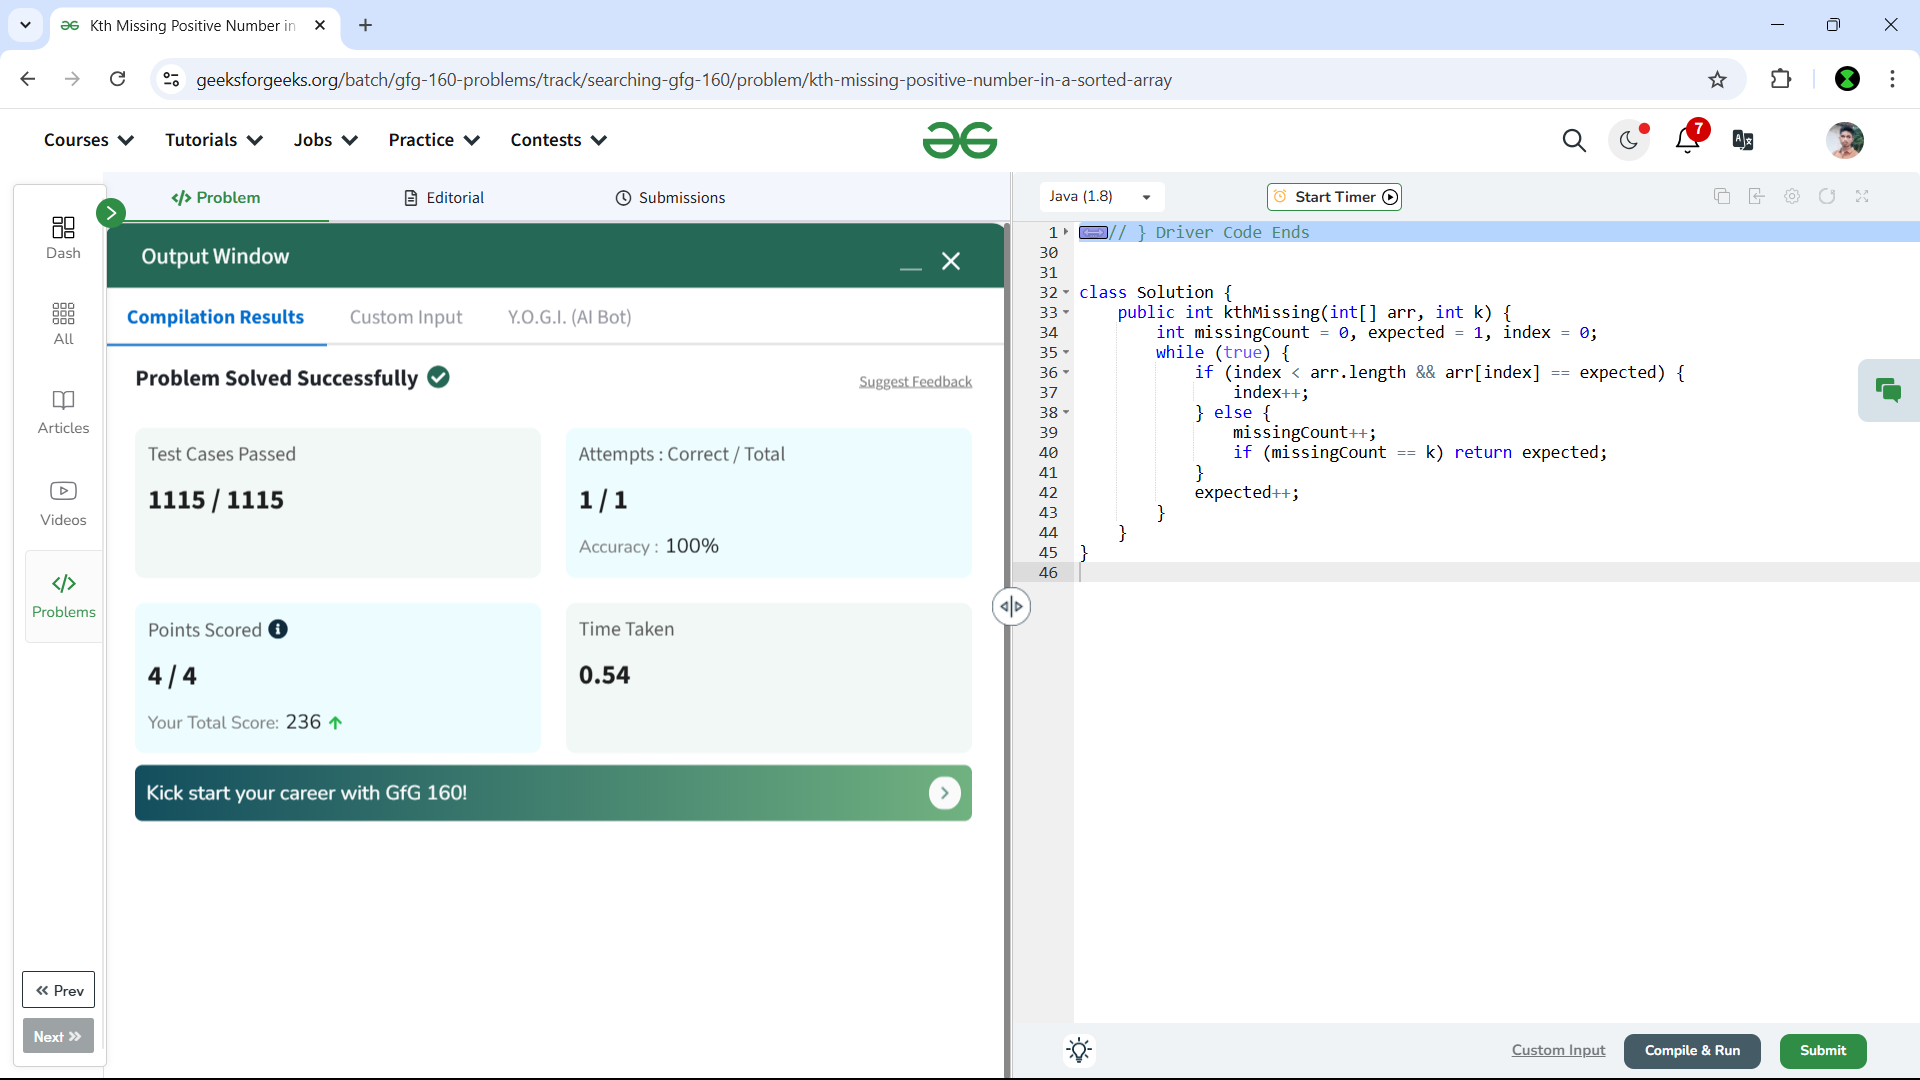 Kth Missing Positive Number in
geeksforgeeks.org/batch/gfg-160-problems/track/searching-gfg-160/problem/kth-missing-positive-number-in-a-sorted-array
Courses Tutorials Jobs Practice Contests
7
Dash
All
Articles
Videos
Problems
Prev
Next
Problem Editorial Submissions
Output Window
Compilation Results Custom Input Y.O.G.I. (AI Bot)
Problem Solved Successfully
Suggest Feedback
Test Cases Passed
1115 / 1115
Attempts : Correct / Total
1 / 1
Accuracy : 100%
Points Scored
4 / 4
Your Total Score: 236
Time Taken
0.54
Kick start your career with GfG 160!
Java (1.8)
Start Timer
1 // } Driver Code Ends
30
31
32 class Solution {
33 public int kthMissing(int[] arr, int k) {
34 int missingCount = 0, expected = 1, index = 0;
35 while (true) {
36 if (index < arr.length && arr[index] == expected) {
37 index++;
38 } else {
39 missingCount++;
40 if (missingCount == k) return expected;
41 }
42 expected++;
43 }
44 }
45 }
46
Custom Input
Compile & Run
Submit